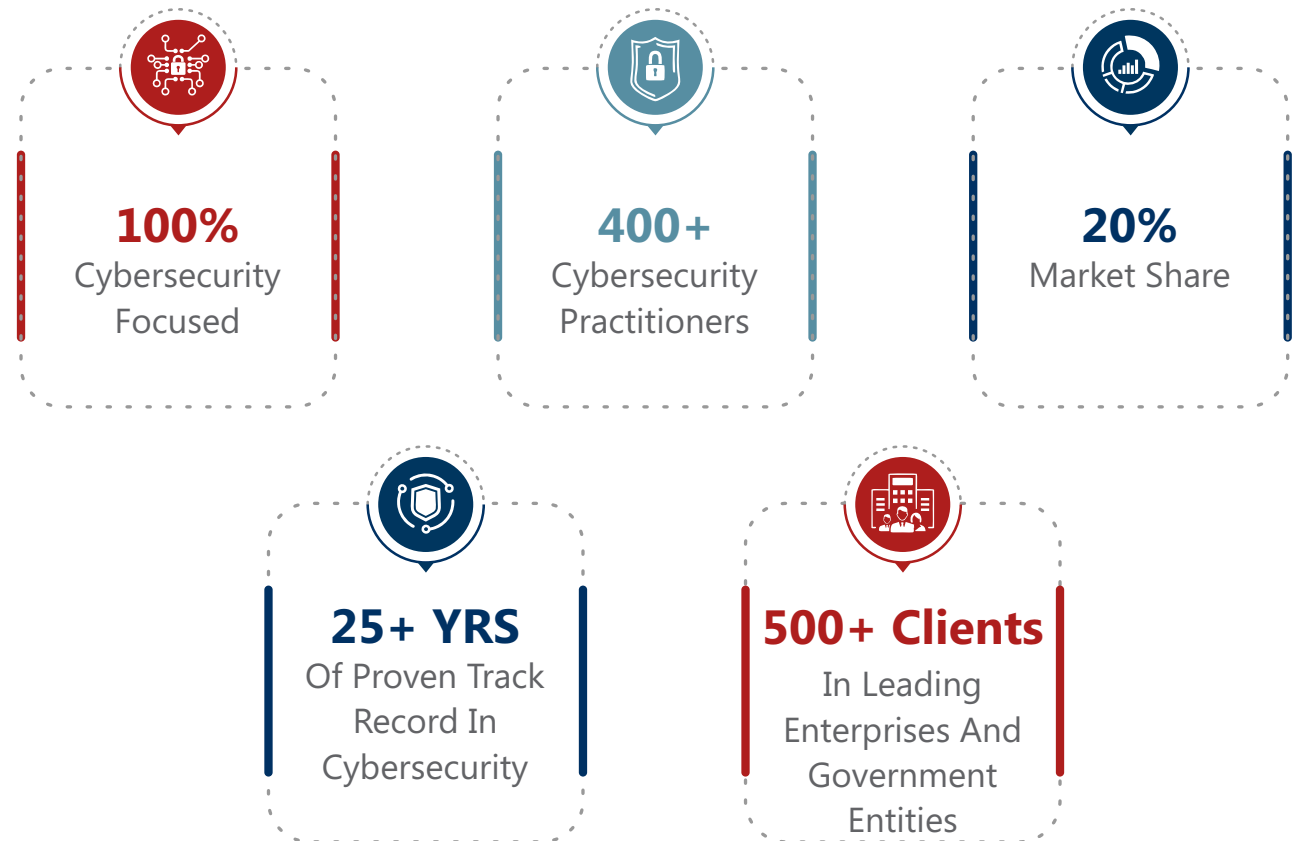 100%
Cybersecurity
Focused
400+
Cybersecurity
Practitioners
20%
Market Share
25+ YRS
Of Proven Track
Record In
Cybersecurity
500+ Clients
In Leading
Enterprises And
Government
Entities